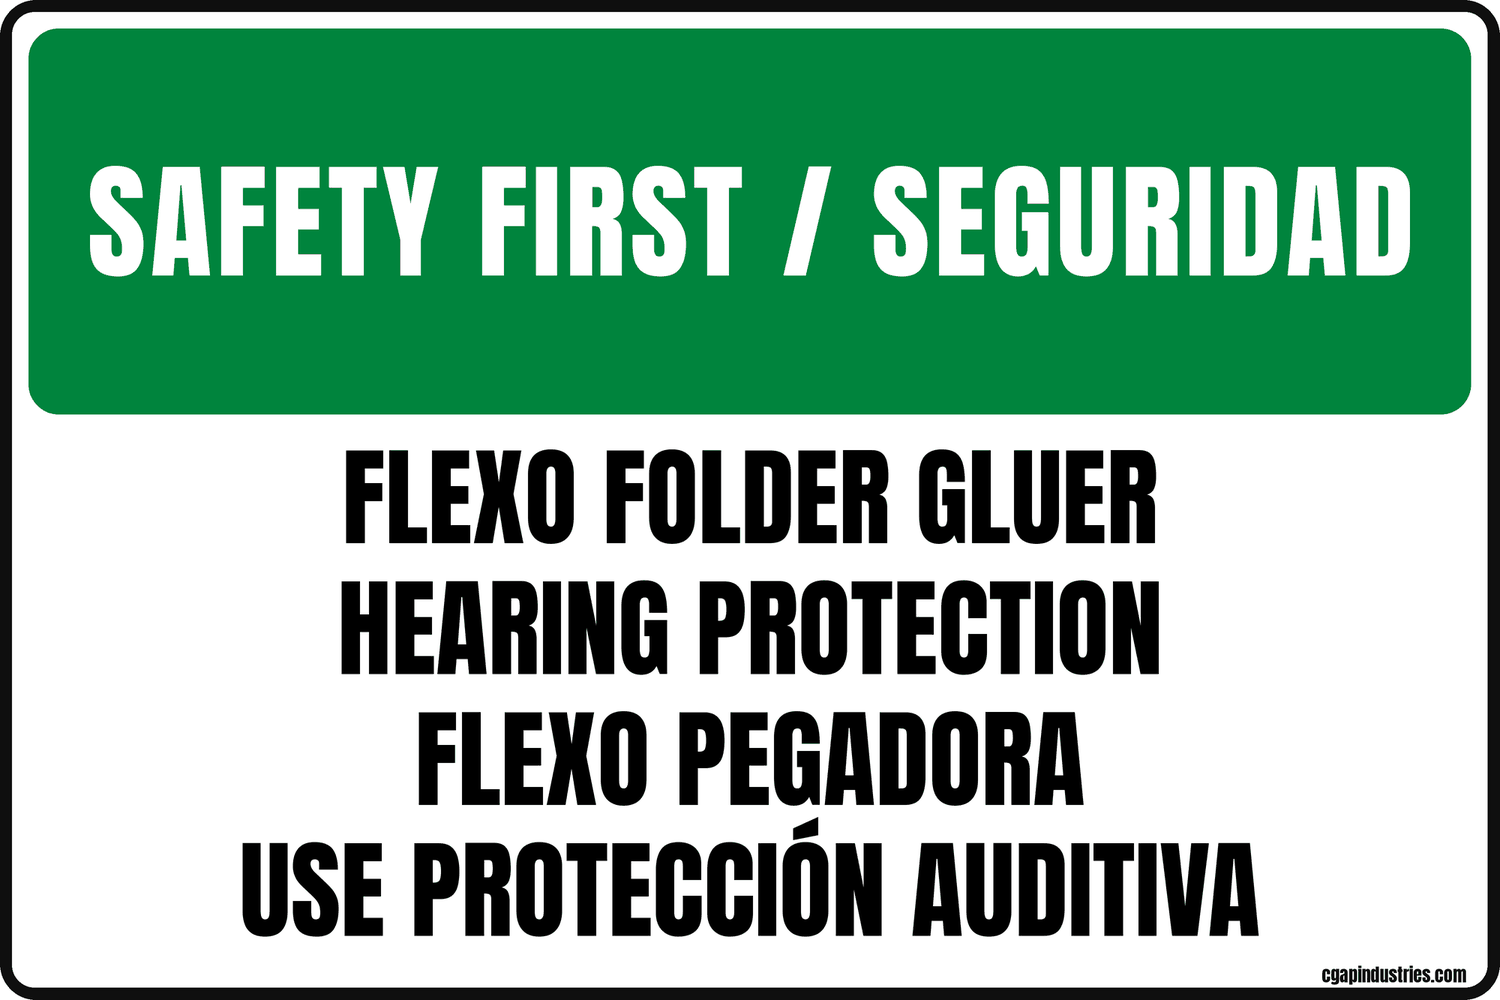 SAFETY FIRST / SEGURIDAD
FLEXO FOLDER GLUER
HEARING PROTECTION
FLEXO PEGADORA
USE PROTECCIÓN AUDITIVA
cgapindustries.com